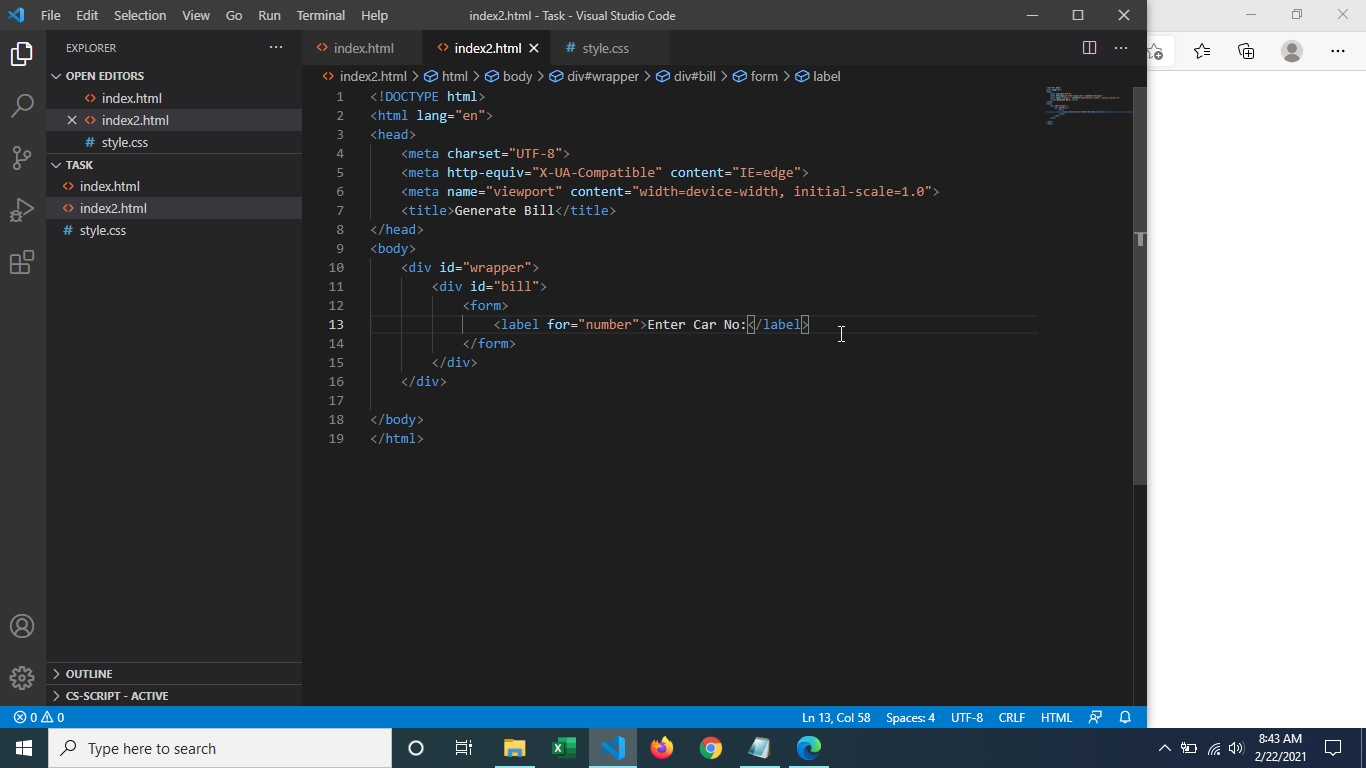 File Edit Selection View Go Run Terminal Help index2.html - Task - Visual Studio Code
EXPLORER
OPEN EDITORS
index.html
index2.html
style.css
TASK
index.html
index2.html
style.css
OUTLINE
CS-SCRIPT - ACTIVE
index.html index2.html style.css
index2.html > html > body > div#wrapper > div#bill > form > label
1 <!DOCTYPE html>
2 <html lang="en">
3 <head>
4 <meta charset="UTF-8">
5 <meta http-equiv="X-UA-Compatible" content="IE=edge">
6 <meta name="viewport" content="width=device-width, initial-scale=1.0">
7 <title>Generate Bill</title>
8 </head>
9 <body>
10 <div id="wrapper">
11 <div id="bill">
12 <form>
13 <label for="number">Enter Car No:</label>
14 </form>
15 </div>
16 </div>
17
18 </body>
19 </html>
0 0 Ln 13, Col 58 Spaces: 4 UTF-8 CRLF HTML
Type here to search
8:43 AM
2/22/2021